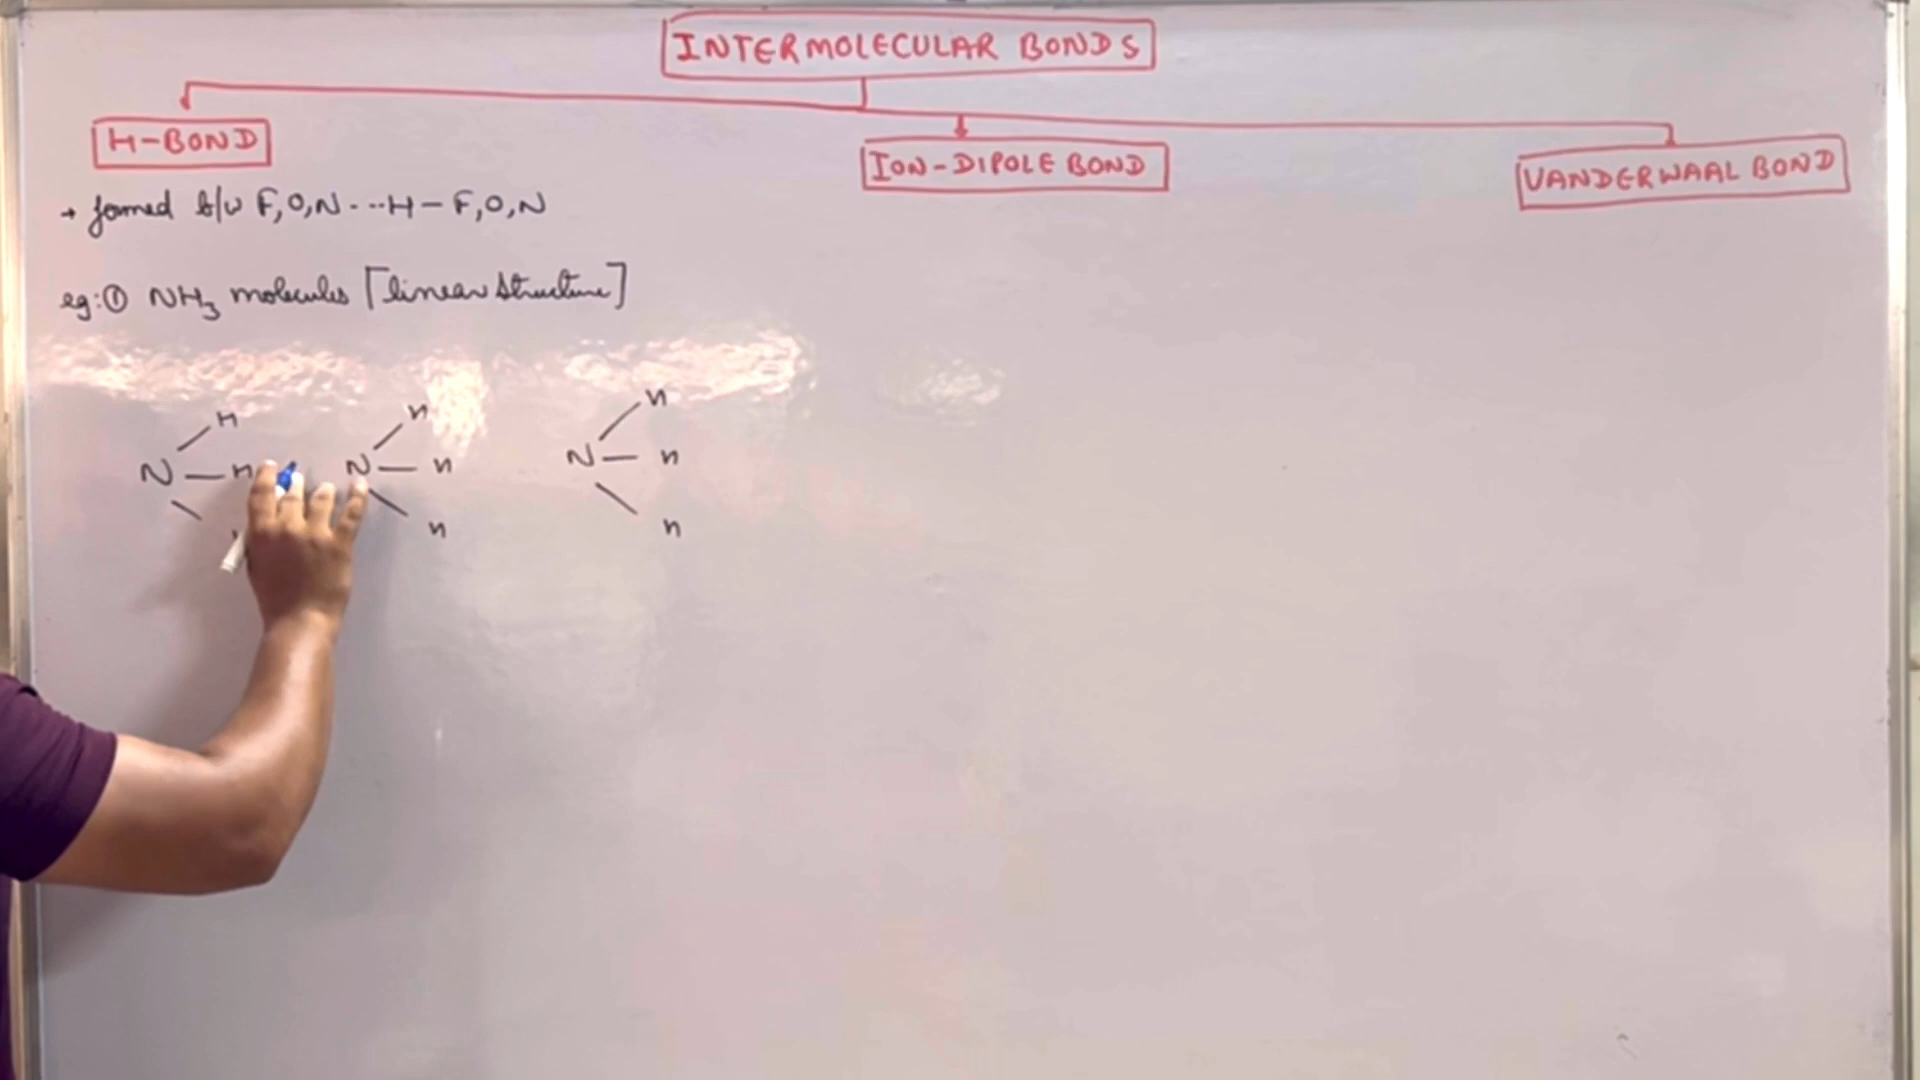 INTERMOLECULAR BONDS
H-BOND
ION-DIPOLE BOND
VANDERWAAL BOND
→ formed b/w F,O,N----H-F,O,N
eg:① NH₃ molecules [linear structure]
H H H
N-H N-H N-H
H H